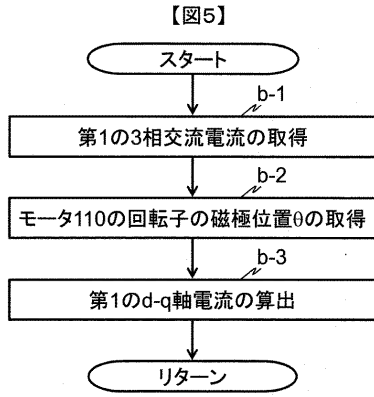 【図5】
スタート
b-1
第1の3相交流電流の取得
b-2
モータ110の回転子の磁極位置θの取得
b-3
第1のd-q軸電流の算出
リターン